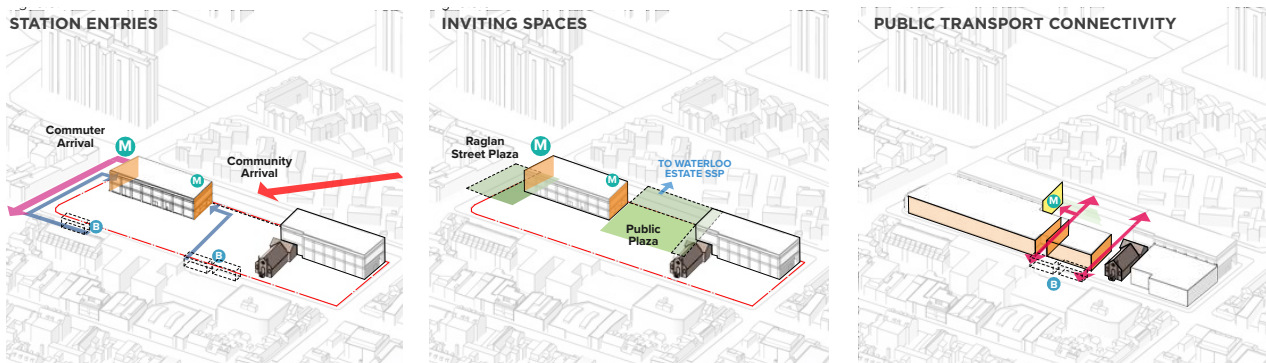 STATION ENTRIES
Commuter
Arrival
M
M
Community
Arrival
B
B
INVITING SPACES
Raglan
Street Plaza
M
M
TO WATERLOO
ESTATE SSP
Public
Plaza
PUBLIC TRANSPORT CONNECTIVITY
M
B